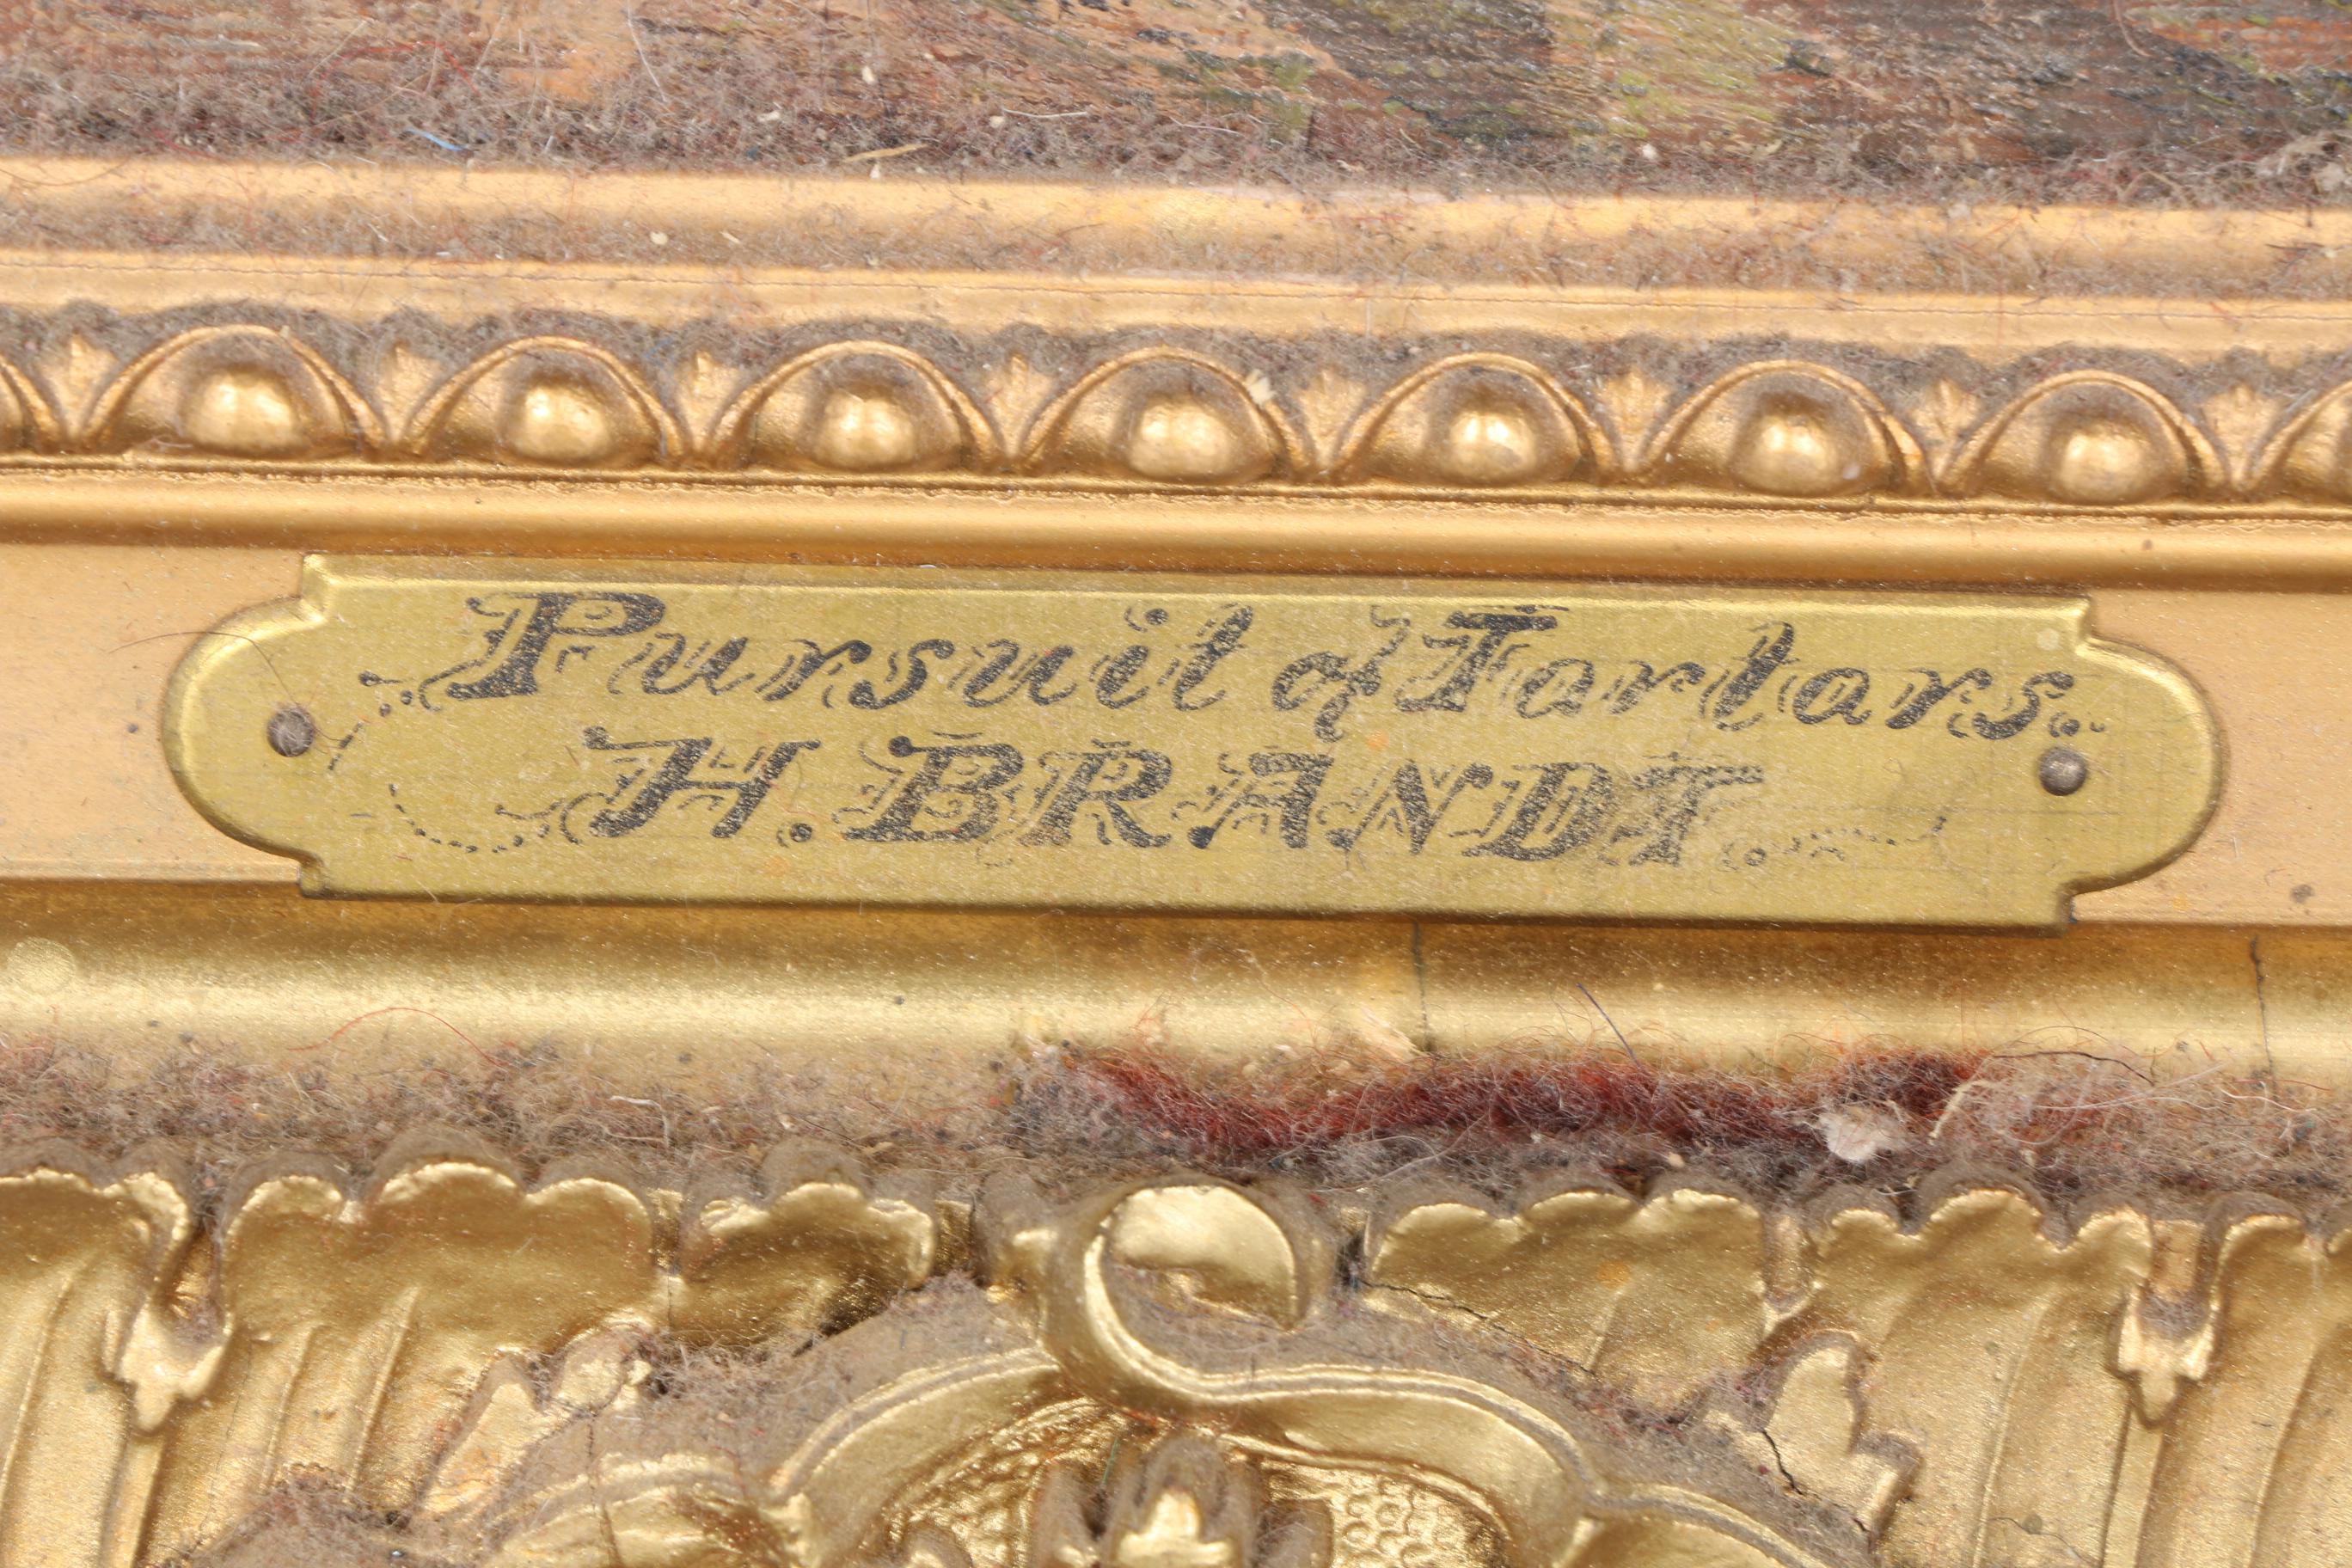 Pursuit of Tartars.
H. BRANDT